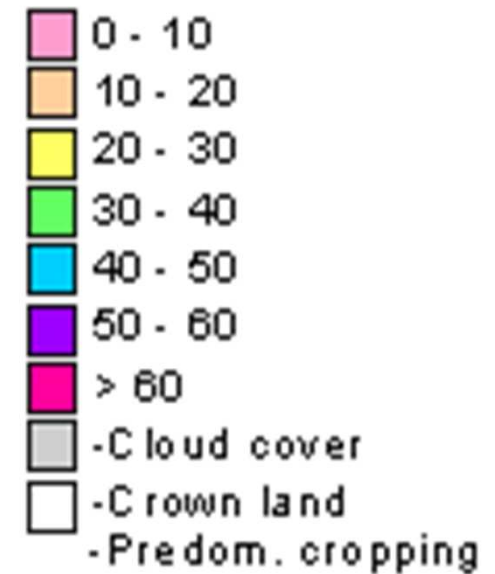 0 - 10
10 - 20
20 - 30
30 - 40
40 - 50
50 - 60
> 60
-Cloud cover
-Crown land
-Predom. cropping